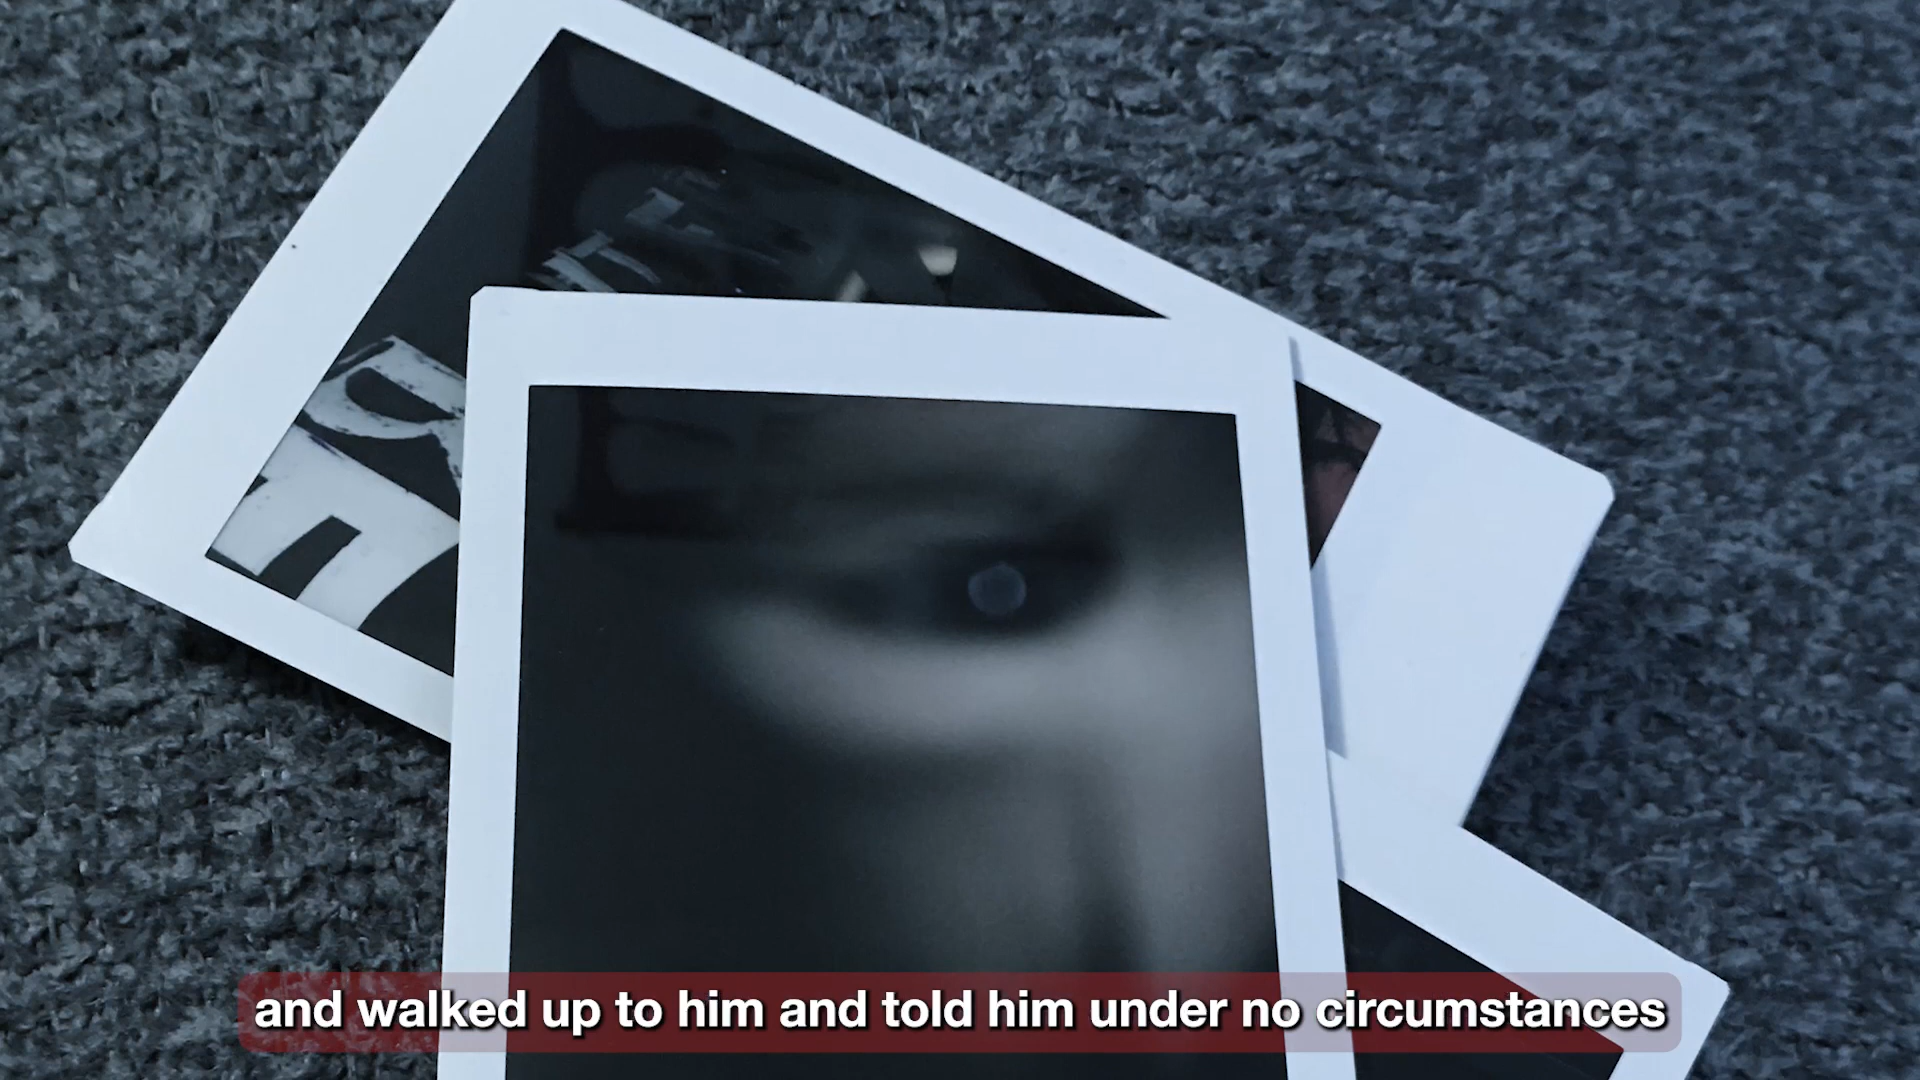 and walked up to him and told him under no circumstances